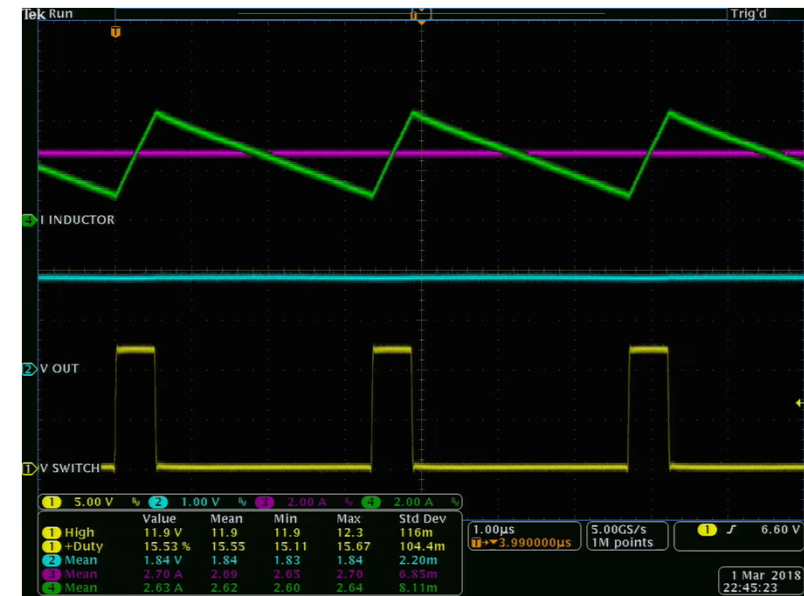 Tek Run Trig'd
T
T
4 I INDUCTOR
2 V OUT
1 V SWITCH
1 5.00 V 2 1.00 V 3 2.00 A 4 2.00 A
Value Mean Min Max Std Dev
1 High 11.9 V 11.9 11.9 12.3 116m
1 +Duty 15.53 % 15.55 15.11 15.67 104.4m
2 Mean 1.84 V 1.84 1.83 1.84 2.20m
3 Mean 2.70 A 2.69 2.65 2.70 6.85m
4 Mean 2.63 A 2.62 2.60 2.64 8.11m
1.00µs
T→▼3.990000µs
5.00GS/s
1M points
1 6.60 V
1 Mar 2018
22:45:23